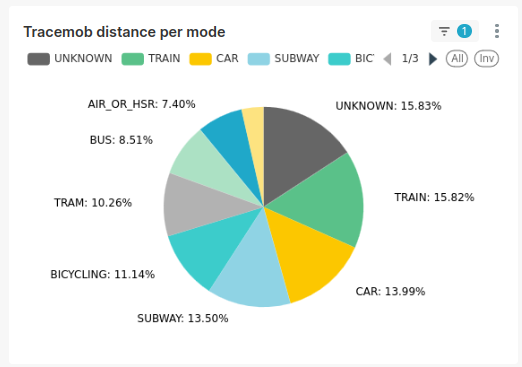 Tracemob distance per mode
1
UNKNOWN TRAIN CAR SUBWAY BIC 1/3 All Inv
AIR_OR_HSR: 7.40%
UNKNOWN: 15.83%
BUS: 8.51%
TRAIN: 15.82%
TRAM: 10.26%
BICYCLING: 11.14%
CAR: 13.99%
SUBWAY: 13.50%